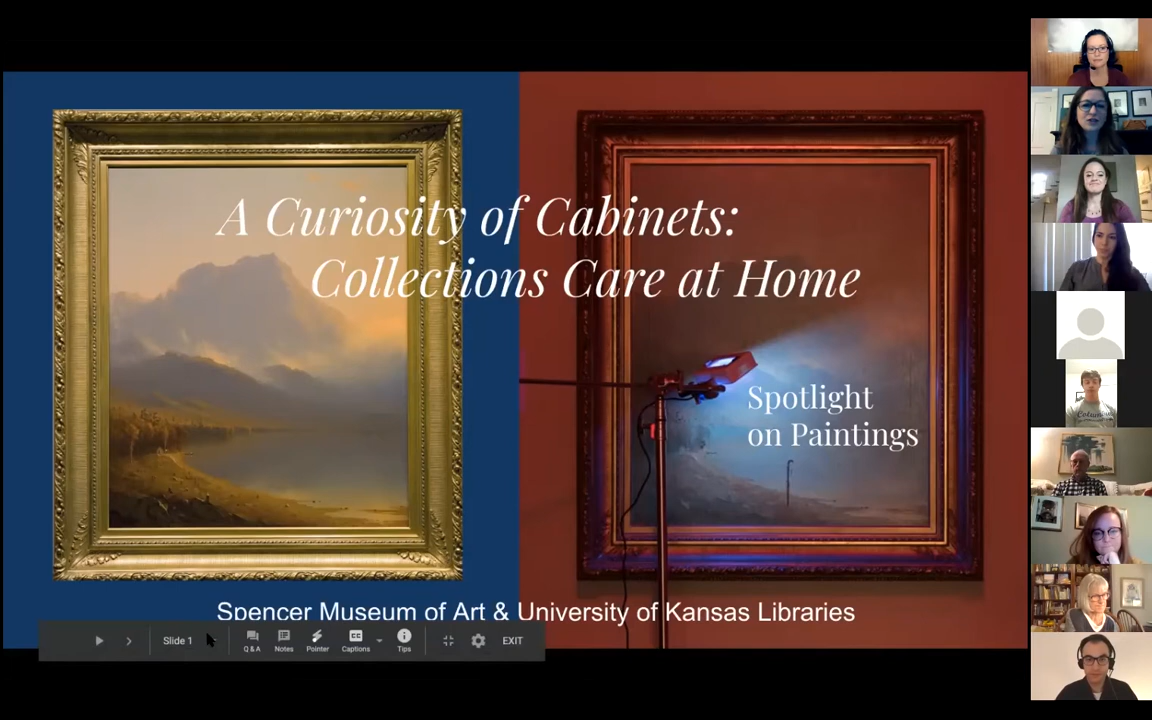 A Curiosity of Cabinets:
Collections Care at Home
Spotlight
on Paintings
Spencer Museum of Art & University of Kansas Libraries
Slide 1
Q & A
Notes
Pointer
CC
Captions
Tips
EXIT